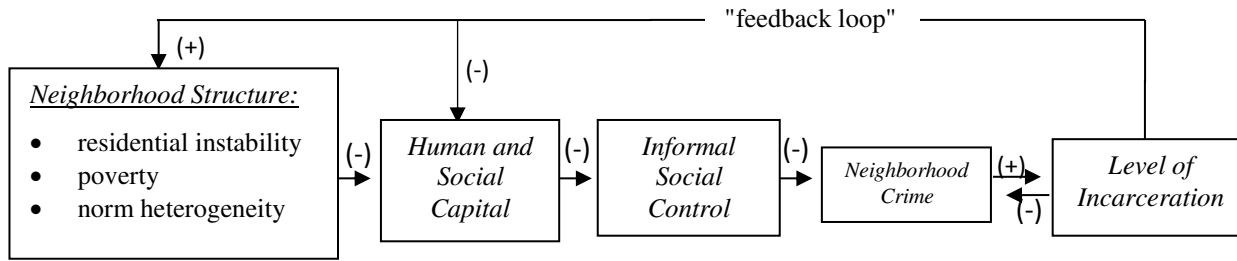 "feedback loop"
(+)
(-)
Neighborhood Structure:
• residential instability
• poverty
• norm heterogeneity
(-)
Human and
Social
Capital
(-)
Informal
Social
Control
(-)
Neighborhood
Crime
(+)
(-)
Level of
Incarceration